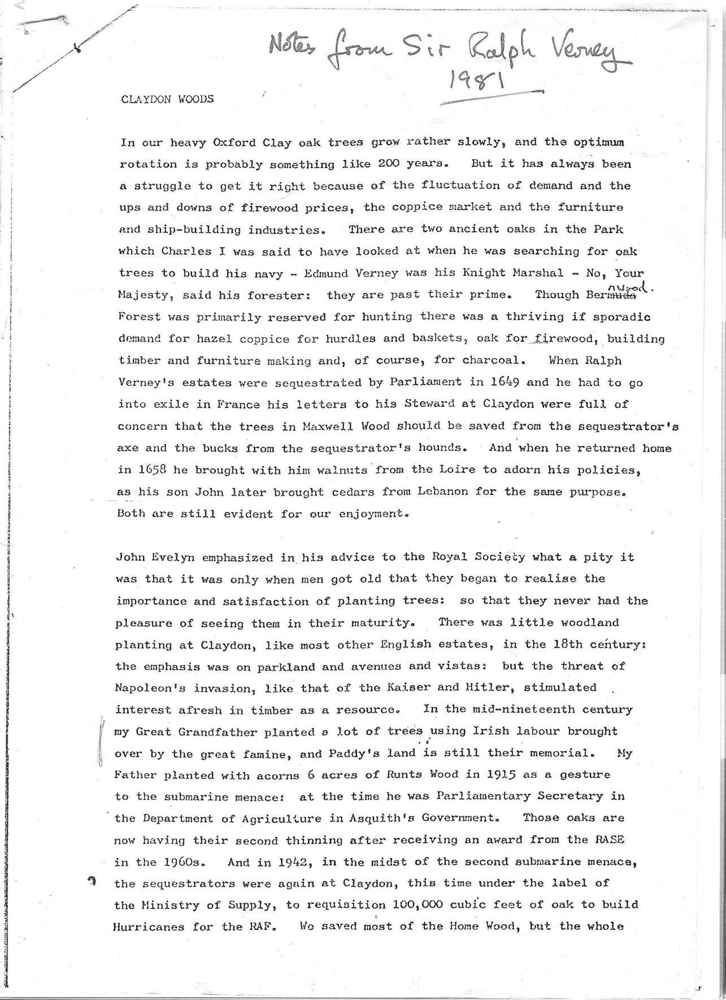 Notes from Sir Ralph Verney
1981
CLAYDON WOODS
In our heavy Oxford Clay oak trees grow rather slowly, and the optimum
rotation is probably something like 200 years. But it has always been
a struggle to get it right because of the fluctuation of demand and the
ups and downs of firewood prices, the coppice market and the furniture
and ship-building industries. There are two ancient oaks in the Park
which Charles I was said to have looked at when he was searching for oak
trees to build his navy - Edmund Verney was his Knight Marshal - No, Your
Majesty, said his forester: they are past their prime. Though Bermuda nwood.
Forest was primarily reserved for hunting there was a thriving if sporadic
demand for hazel coppice for hurdles and baskets, oak for firewood, building
timber and furniture making and, of course, for charcoal. When Ralph
Verney's estates were sequestrated by Parliament in 1649 and he had to go
into exile in France his letters to his Steward at Claydon were full of
concern that the trees in Maxwell Wood should be saved from the sequestrator's
axe and the bucks from the sequestrator's hounds. And when he returned home
in 1658 he brought with him walnuts from the Loire to adorn his policies,
as his son John later brought cedars from Lebanon for the same purpose.
Both are still evident for our enjoyment.
John Evelyn emphasized in his advice to the Royal Society what a pity it
was that it was only when men got old that they began to realise the
importance and satisfaction of planting trees: so that they never had the
pleasure of seeing them in their maturity. There was little woodland
planting at Claydon, like most other English estates, in the 18th century:
the emphasis was on parkland and avenues and vistas: but the threat of
Napoleon's invasion, like that of the Kaiser and Hitler, stimulated
interest afresh in timber as a resource. In the mid-nineteenth century
my Great Grandfather planted a lot of trees using Irish labour brought
over by the great famine, and Paddy's land is still their memorial. My
Father planted with acorns 6 acres of Runts Wood in 1915 as a gesture
to the submarine menace: at the time he was Parliamentary Secretary in
the Department of Agriculture in Asquith's Government. Those oaks are
now having their second thinning after receiving an award from the RASE
in the 1960s. And in 1942, in the midst of the second submarine menace,
the sequestrators were again at Claydon, this time under the label of
the Ministry of Supply, to requisition 100,000 cubic feet of oak to build
Hurricanes for the RAF. We saved most of the Home Wood, but the whole